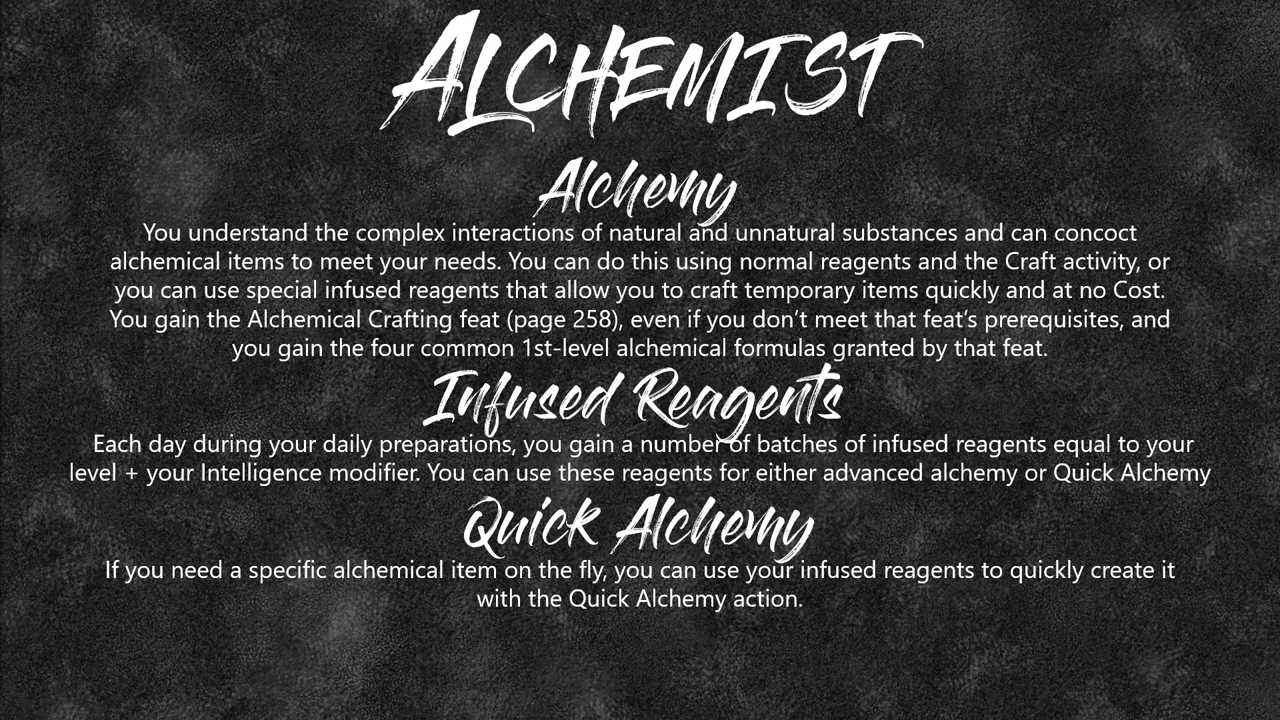 ALCHEMIST
Alchemy
You understand the complex interactions of natural and unnatural substances and can concoct
alchemical items to meet your needs. You can do this using normal reagents and the Craft activity, or
you can use special infused reagents that allow you to craft temporary items quickly and at no Cost.
You gain the Alchemical Crafting feat (page 258), even if you don’t meet that feat’s prerequisites, and
you gain the four common 1st-level alchemical formulas granted by that feat.
Infused Reagents
Each day during your daily preparations, you gain a number of batches of infused reagents equal to your
level + your Intelligence modifier. You can use these reagents for either advanced alchemy or Quick Alchemy
Quick Alchemy
If you need a specific alchemical item on the fly, you can use your infused reagents to quickly create it
with the Quick Alchemy action.